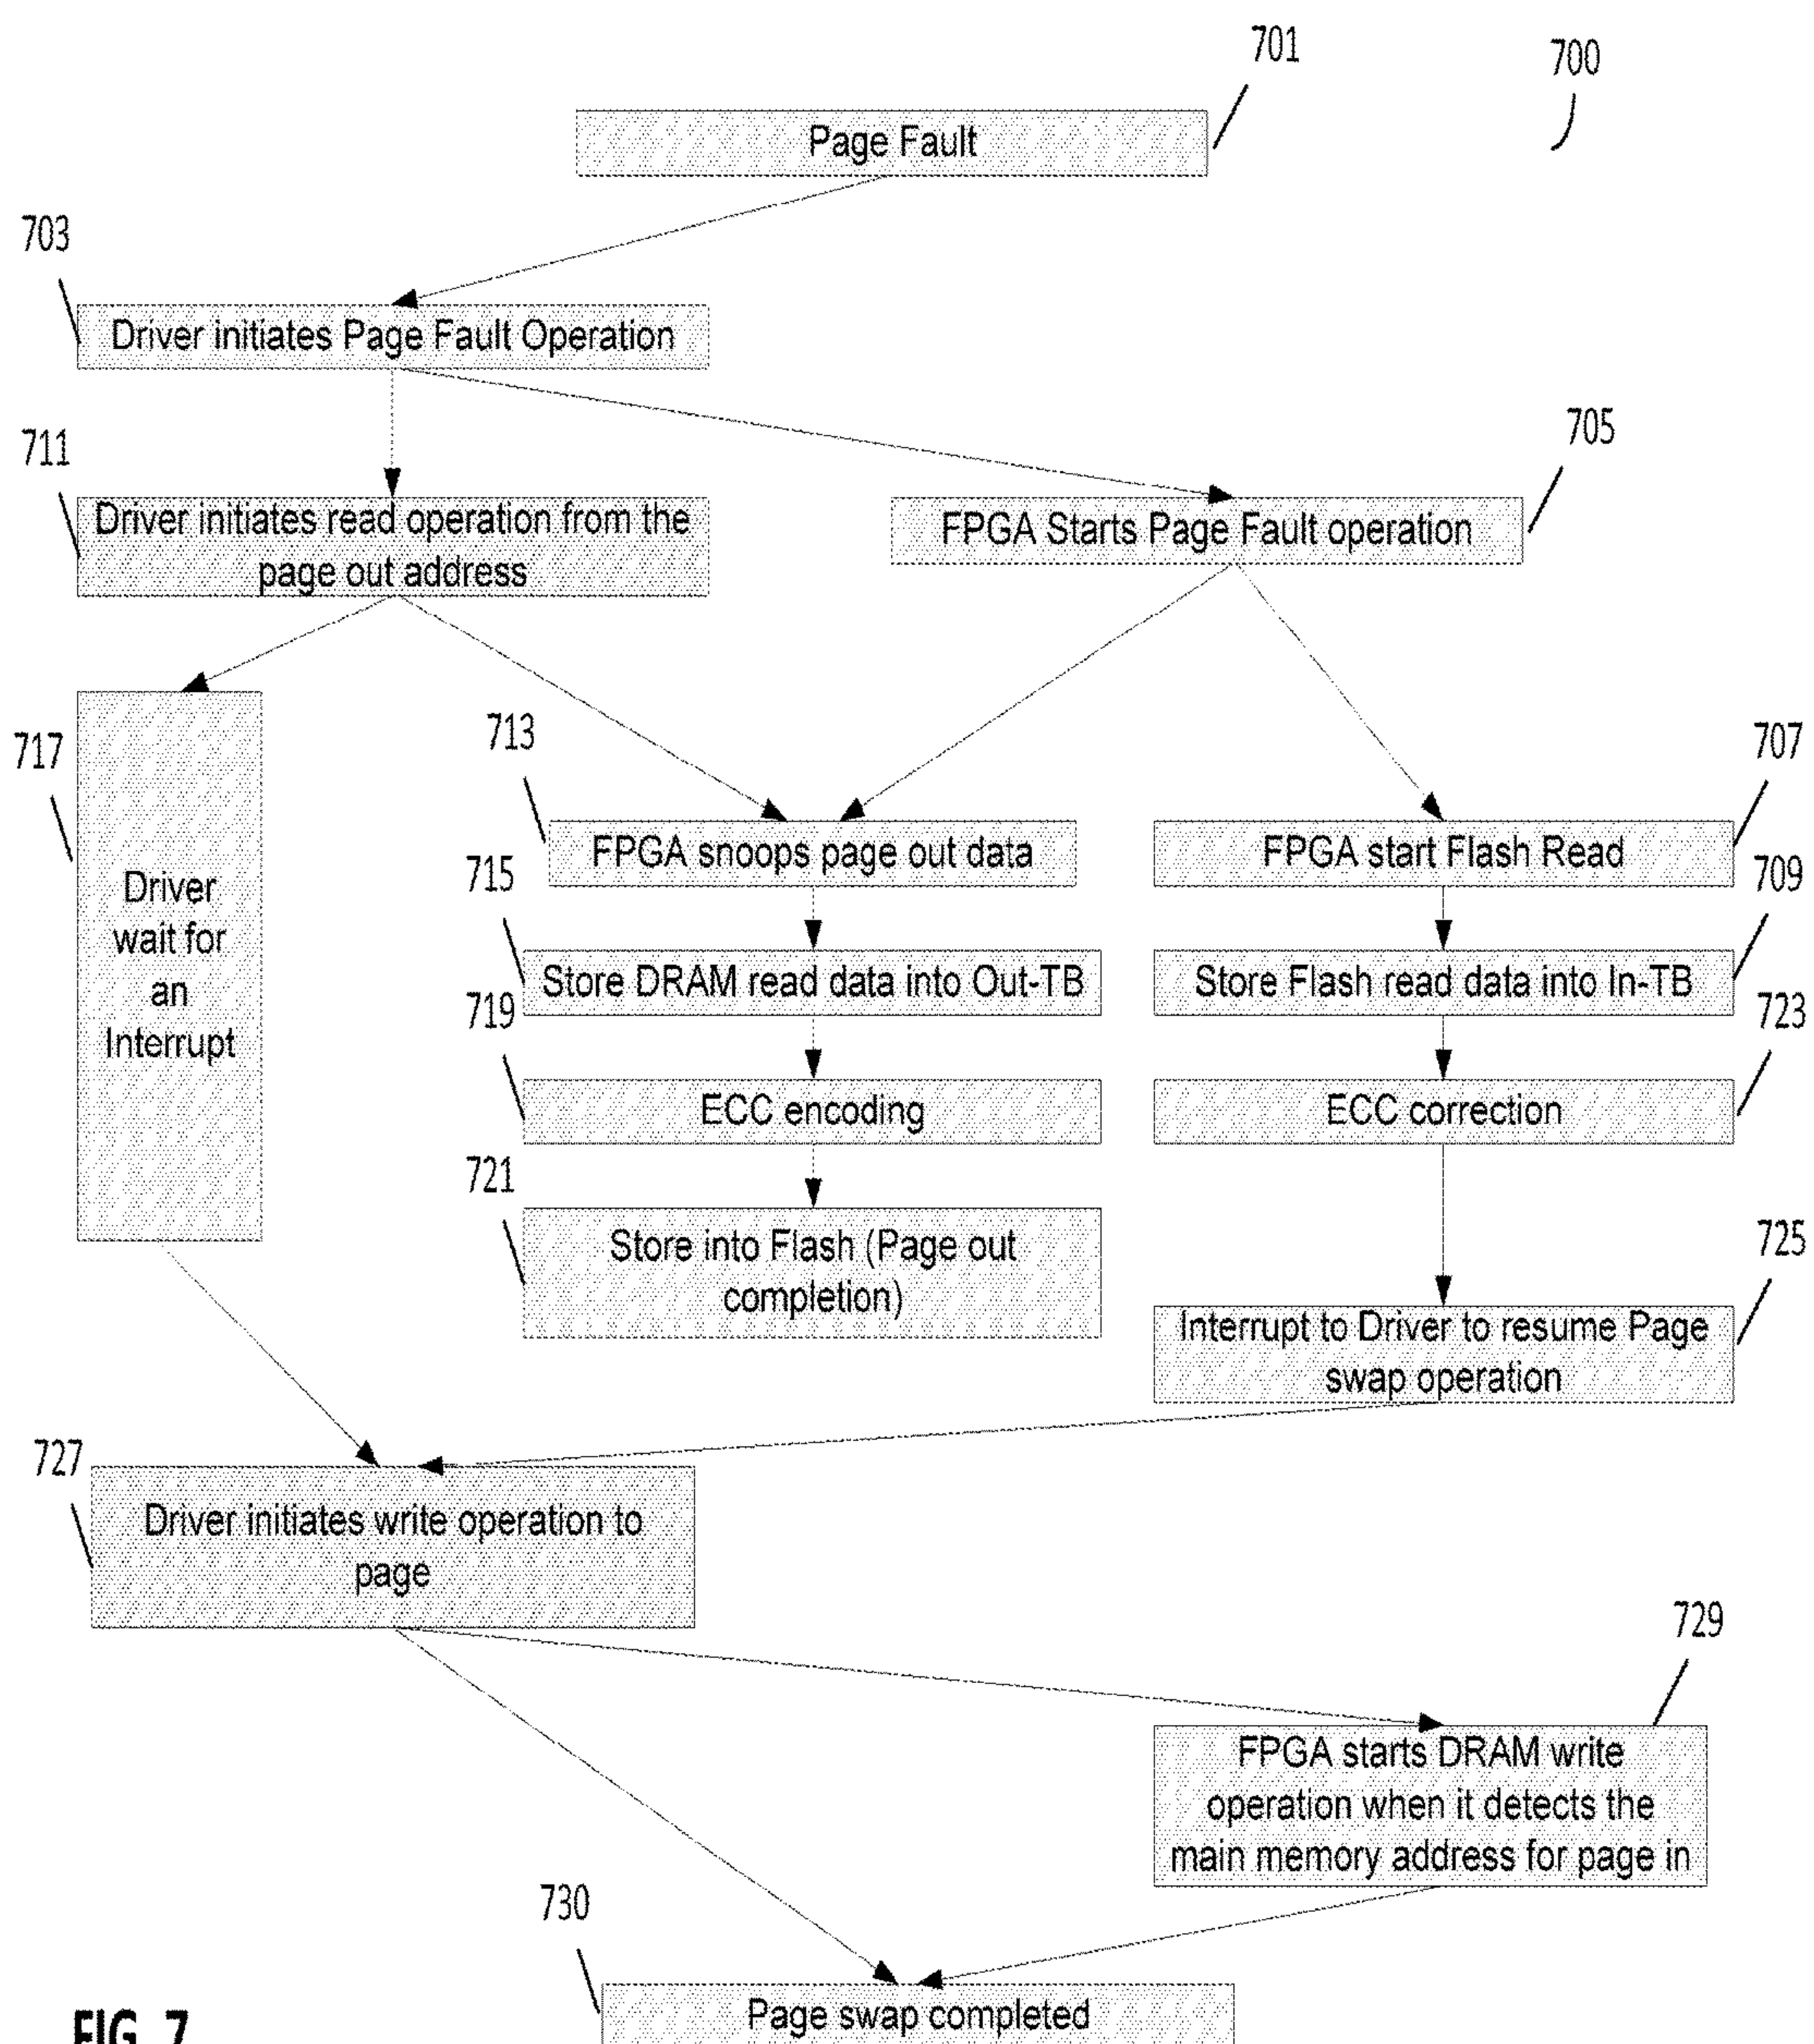 701
700
Page Fault
703
Driver initiates Page Fault Operation
711
705
Driver initiates read operation from the
page out address
FPGA Starts Page Fault operation
717
Driver
wait for
an
Interrupt
713
FPGA snoops page out data
707
FPGA start Flash Read
715
Store DRAM read data into Out-TB
709
Store Flash read data into In-TB
719
ECC encoding
723
ECC correction
721
Store into Flash (Page out
completion)
725
Interrupt to Driver to resume Page
swap operation
727
Driver initiates write operation to
page
729
FPGA starts DRAM write
operation when it detects the
main memory address for page in
730
Page swap completed
FIG. 7